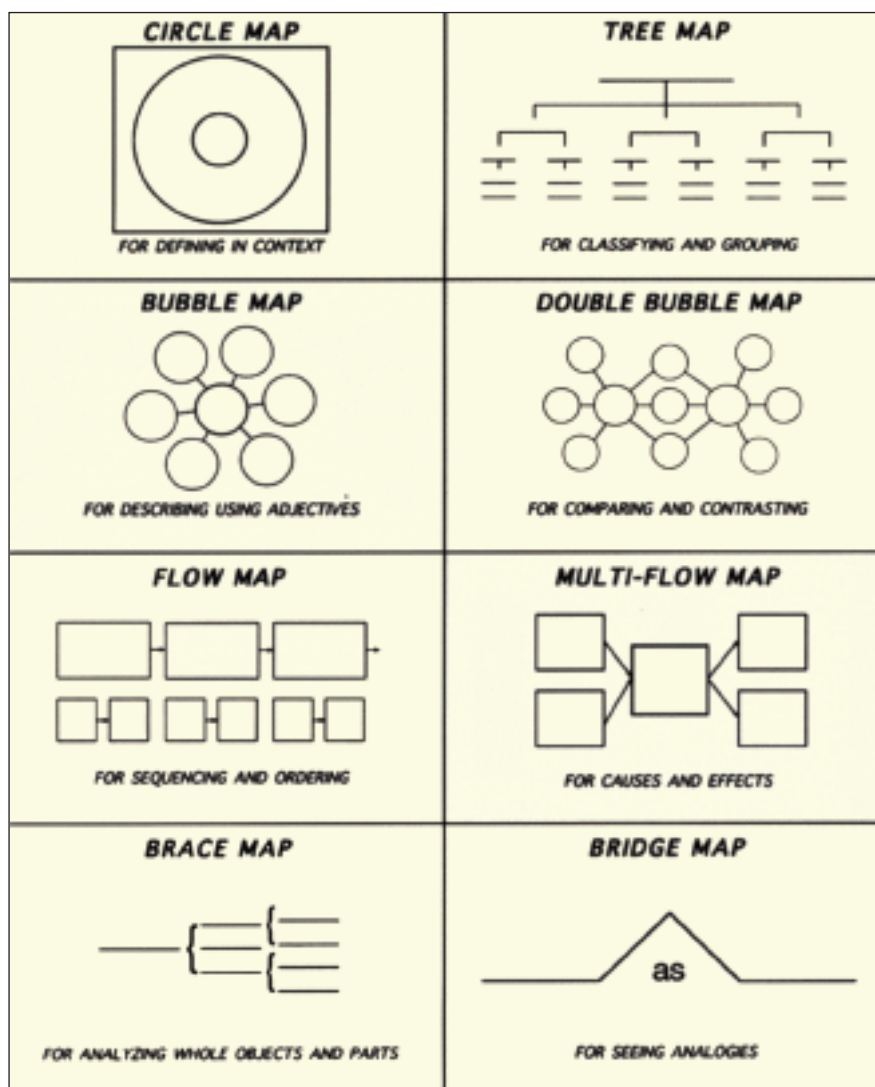 CIRCLE MAP
FOR DEFINING IN CONTEXT
TREE MAP
FOR CLASSIFYING AND GROUPING
BUBBLE MAP
FOR DESCRIBING USING ADJECTIVES
DOUBLE BUBBLE MAP
FOR COMPARING AND CONTRASTING
FLOW MAP
FOR SEQUENCING AND ORDERING
MULTI-FLOW MAP
FOR CAUSES AND EFFECTS
BRACE MAP
FOR ANALYZING WHOLE OBJECTS AND PARTS
BRIDGE MAP
as
FOR SEEING ANALOGIES